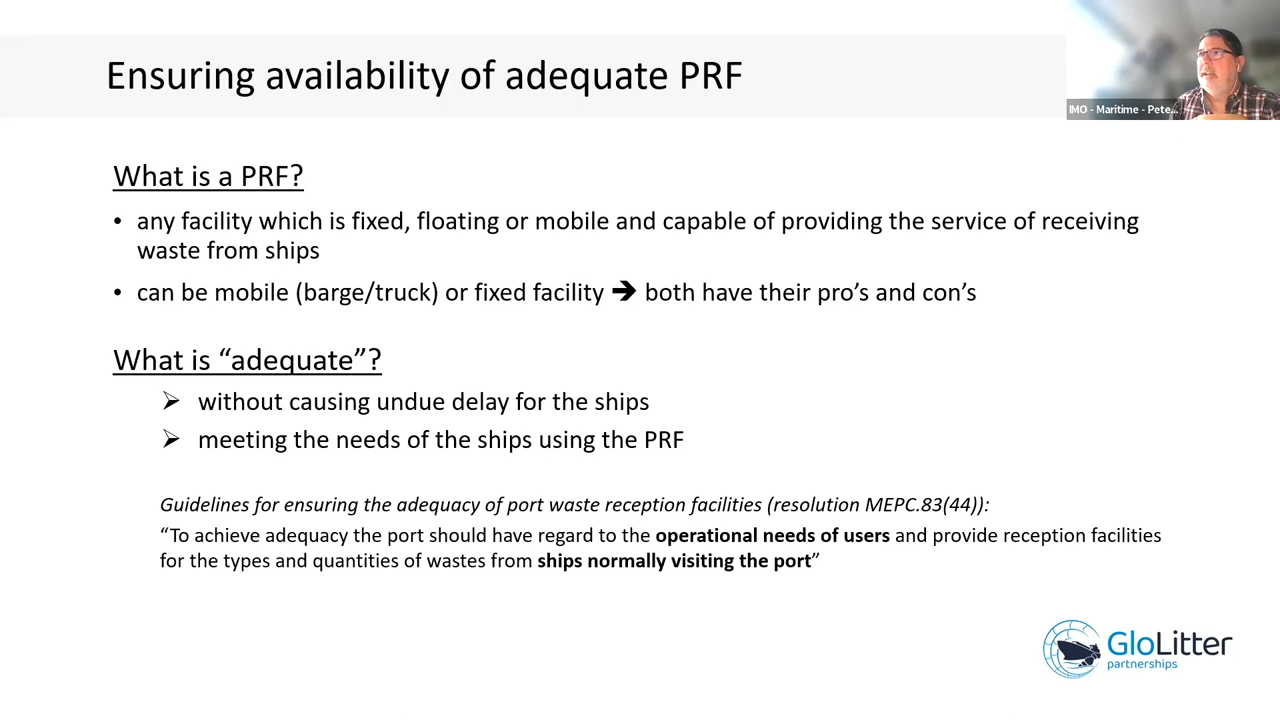 Ensuring availability of adequate PRF
IMO - Maritime - Pete...
What is a PRF?
• any facility which is fixed, floating or mobile and capable of providing the service of receiving
waste from ships
• can be mobile (barge/truck) or fixed facility 🡺 both have their pro’s and con’s
What is “adequate”?
➢ without causing undue delay for the ships
➢ meeting the needs of the ships using the PRF
Guidelines for ensuring the adequacy of port waste reception facilities (resolution MEPC.83(44)):
“To achieve adequacy the port should have regard to the operational needs of users and provide reception facilities
for the types and quantities of wastes from ships normally visiting the port”
GloLitter
partnerships